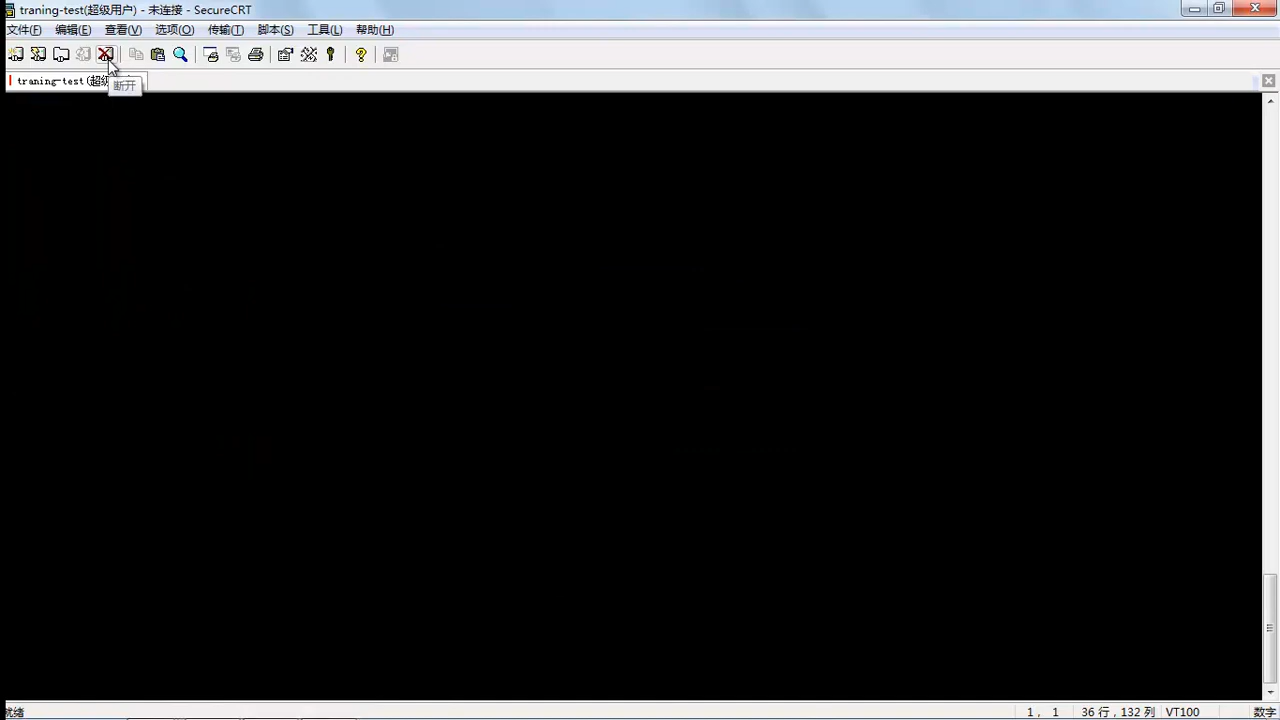 traning-test(超级用户) - 未连接 - SecureCRT
文件(F) 编辑(E) 查看(V) 选项(O) 传输(T) 脚本(S) 工具(L) 帮助(H)
traning-test(超级
断开
就绪 1, 1 36 行, 132 列 VT100 数字